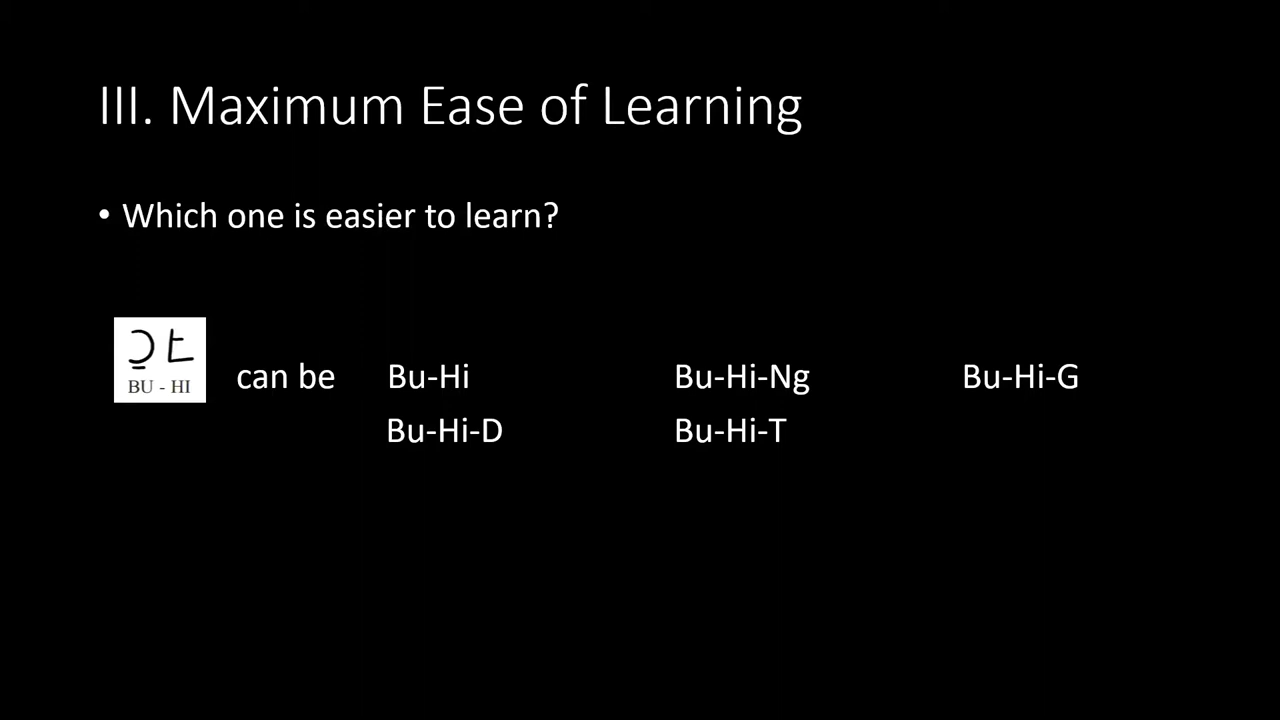 III. Maximum Ease of Learning
• Which one is easier to learn?
BU - HI
can be Bu-Hi Bu-Hi-Ng Bu-Hi-G
Bu-Hi-D Bu-Hi-T